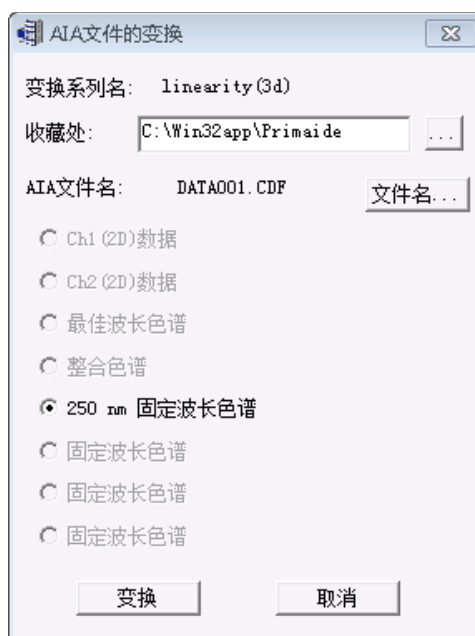 AIA文件的变换
变换系列名: linearity(3d)
收藏处: C:\Win32app\Primaide ...
AIA文件名: DATA001.CDF 文件名...
Ch1(2D)数据
Ch2(2D)数据
最佳波长色谱
整合色谱
250 nm 固定波长色谱
固定波长色谱
固定波长色谱
固定波长色谱
变换 取消